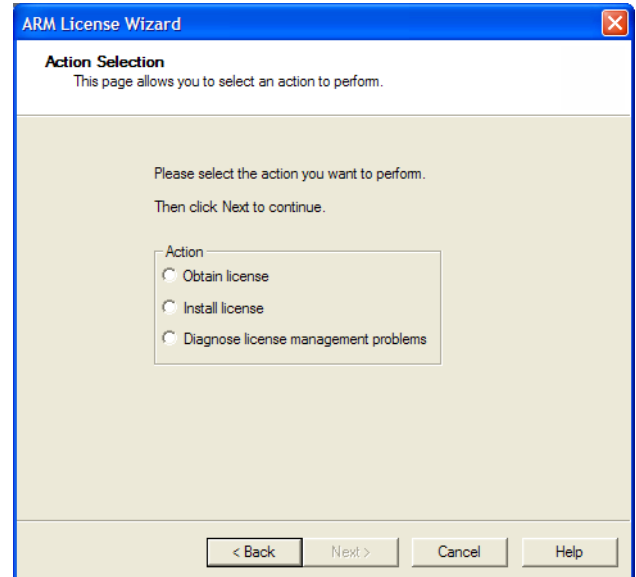 ARM License Wizard
Action Selection
This page allows you to select an action to perform.
Please select the action you want to perform.
Then click Next to continue.
Action
Obtain license
Install license
Diagnose license management problems
< Back Next > Cancel Help